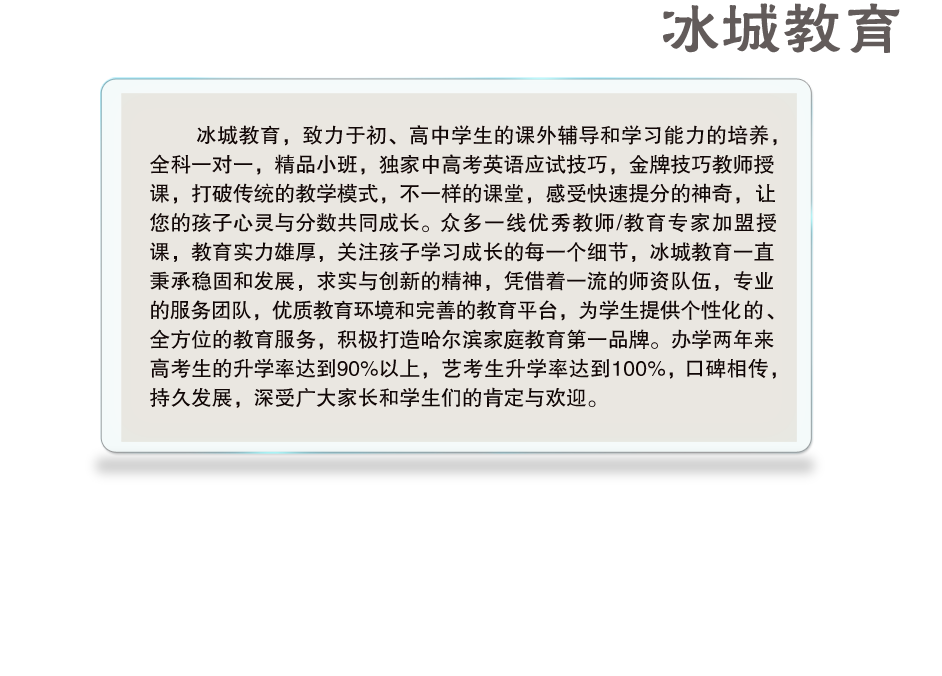 冰城教育
冰城教育，致力于初、高中学生的课外辅导和学习能力的培养，
全科一对一，精品小班，独家中高考英语应试技巧，金牌技巧教师授
课，打破传统的教学模式，不一样的课堂，感受快速提分的神奇，让
您的孩子心灵与分数共同成长。众多一线优秀教师/教育专家加盟授
课，教育实力雄厚，关注孩子学习成长的每一个细节，冰城教育一直
秉承稳固和发展，求实与创新的精神，凭借着一流的师资队伍，专业
的服务团队，优质教育环境和完善的教育平台，为学生提供个性化的、
全方位的教育服务，积极打造哈尔滨家庭教育第一品牌。办学两年来
高考生的升学率达到90%以上，艺考生升学率达到100%，口碑相传，
持久发展，深受广大家长和学生们的肯定与欢迎。